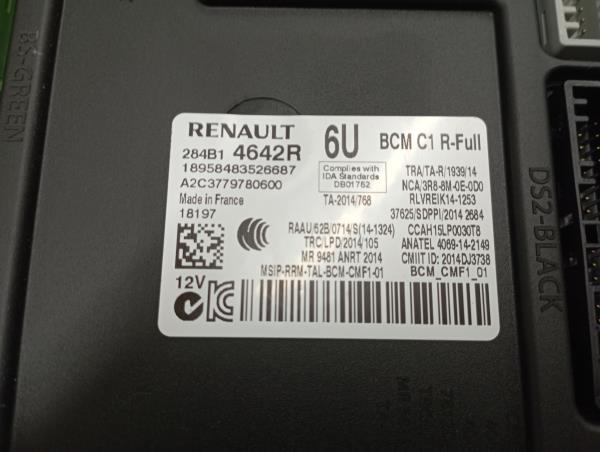 BS-GREEN
RENAULT 6U BCM C1 R-Full
284B1 4642R
18958483526687
A2C3779780600
Made in France
18197
Complies with
IDA Standards
DB01752
TA-2014/768
TRA/TA-R/1939/14
NCA/3R8-8M-0E-0D0
RLVREIK14-1253
37625/SDPPI/2014 2684
RAAU/62B/0714/S(14-1324) CCAH15LP0030T8
TRC/LPD/2014/105 ANATEL 4069-14-2149
MR 9481 ANRT 2014 CMIIT ID: 2014DJ3738
MSIP-RRM-TAL-BCM-CMF1-01 BCM_CMF1_01
12V
DS2-BLACK